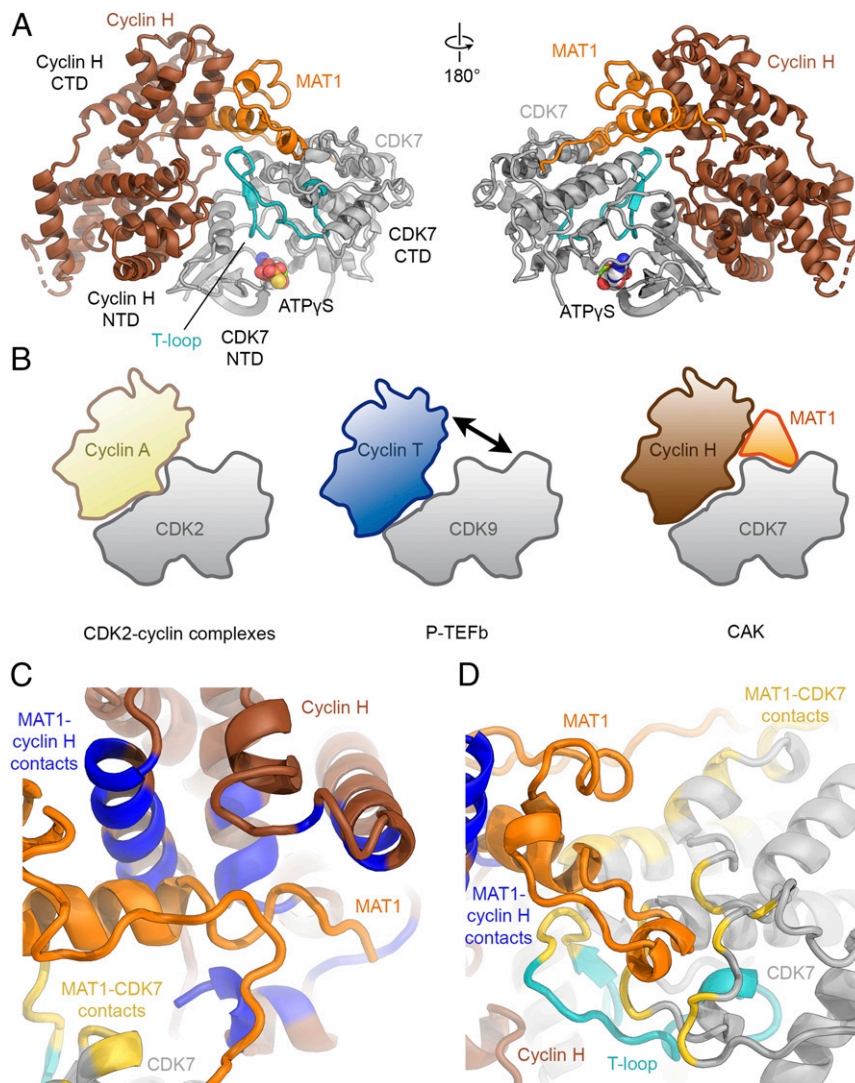 A
Cyclin H
Cyclin H
CTD
MAT1
CDK7
CDK7
CTD
Cyclin H
NTD
T-loop
CDK7
NTD
ATPγS
180°
Cyclin H
MAT1
CDK7
ATPγS
B
Cyclin A
CDK2
CDK2-cyclin complexes
Cyclin T
CDK9
P-TEFb
Cyclin H
MAT1
CDK7
CAK
C
MAT1-
cyclin H
contacts
Cyclin H
MAT1
MAT1-CDK7
contacts
CDK7
D
MAT1
MAT1-CDK7
contacts
MAT1-
cyclin H
contacts
CDK7
Cyclin H
T-loop